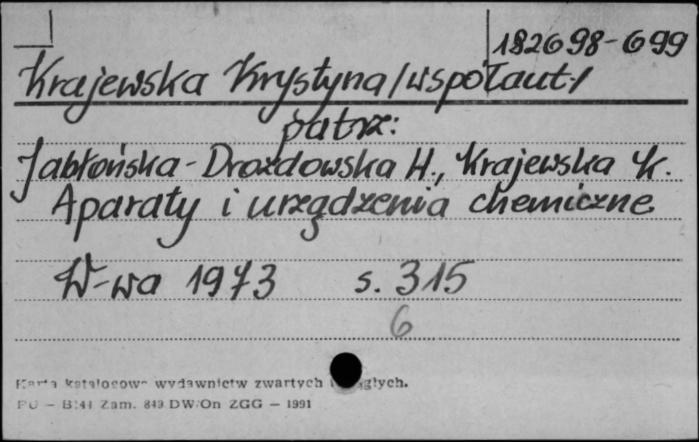 182698-699
Krajewska Krystyna /współaut./
patrz:
Jabłońska-Drozdowska H., Krajewska K.
Aparaty i urządzenia chemiczne
W-wa 1973 s. 315
6
Karta katalogowa wydawnictw zwartych głych.
PU - B/41 Zam. 849 DW/On ZGG - 1991